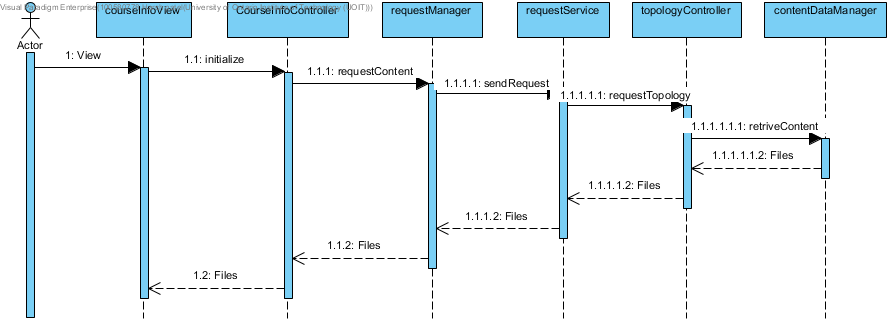 Visual Paradigm Enterprise
(University of
Technology (UOIT))
courseInfoView
CourseInfoController
requestManager
requestService
topologyController
contentDataManager
Actor
1: View
1.1: initialize
1.1.1: requestContent
1.1.1.1: sendRequest
1.1.1.1.1: requestTopology
1.1.1.1.1.1: retriveContent
1.1.1.1.1.2: Files
1.1.1.1.2: Files
1.1.1.2: Files
1.1.2: Files
1.2: Files